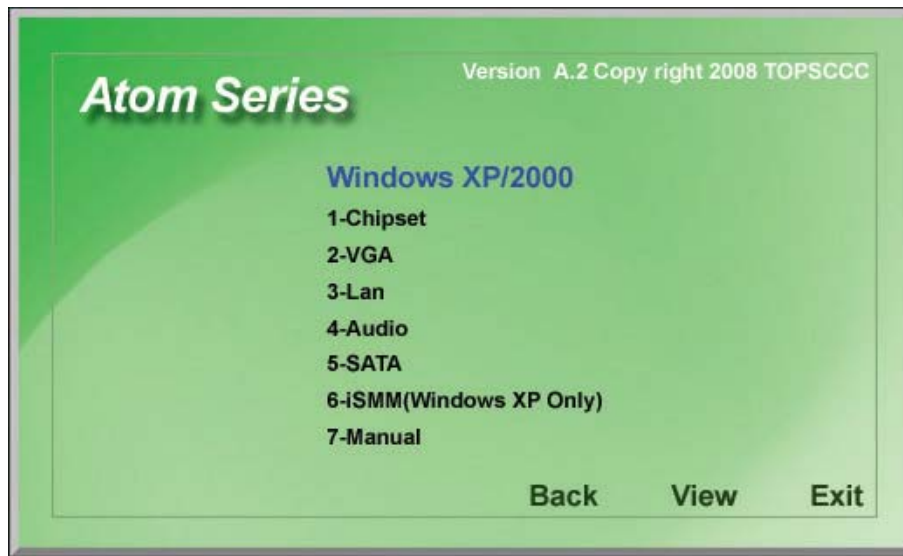 Atom Series
Version A.2 Copy right 2008 TOPSCCC
Windows XP/2000
1-Chipset
2-VGA
3-Lan
4-Audio
5-SATA
6-iSMM(Windows XP Only)
7-Manual
Back View Exit